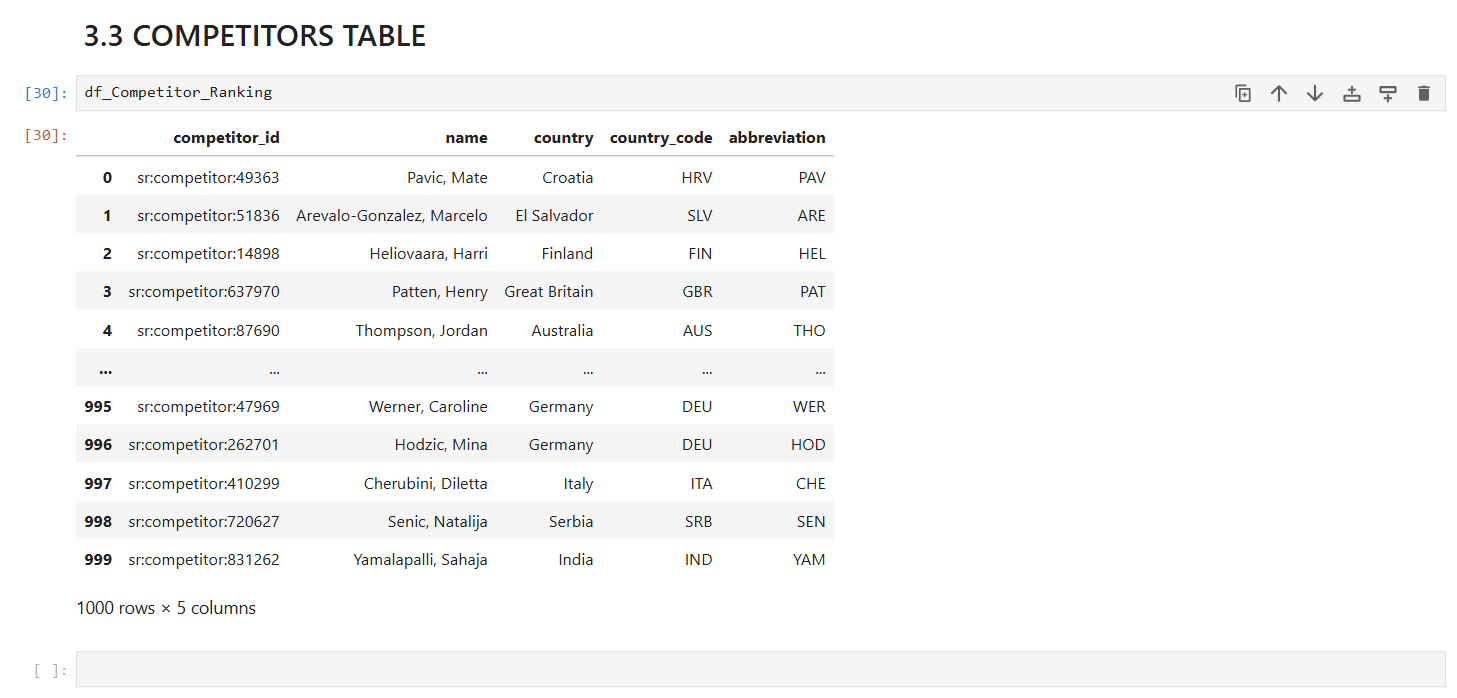 3.3 COMPETITORS TABLE
[30]: df_Competitor_Ranking
[30]: competitor_id name country country_code abbreviation
0 sr:competitor:49363 Pavic, Mate Croatia HRV PAV
1 sr:competitor:51836 Arevalo-Gonzalez, Marcelo El Salvador SLV ARE
2 sr:competitor:14898 Heliovaara, Harri Finland FIN HEL
3 sr:competitor:637970 Patten, Henry Great Britain GBR PAT
4 sr:competitor:87690 Thompson, Jordan Australia AUS THO
... ... ... ... ... ...
995 sr:competitor:47969 Werner, Caroline Germany DEU WER
996 sr:competitor:262701 Hodzic, Mina Germany DEU HOD
997 sr:competitor:410299 Cherubini, Diletta Italy ITA CHE
998 sr:competitor:720627 Senic, Natalija Serbia SRB SEN
999 sr:competitor:831262 Yamalapalli, Sahaja India IND YAM
1000 rows × 5 columns
[ ]: